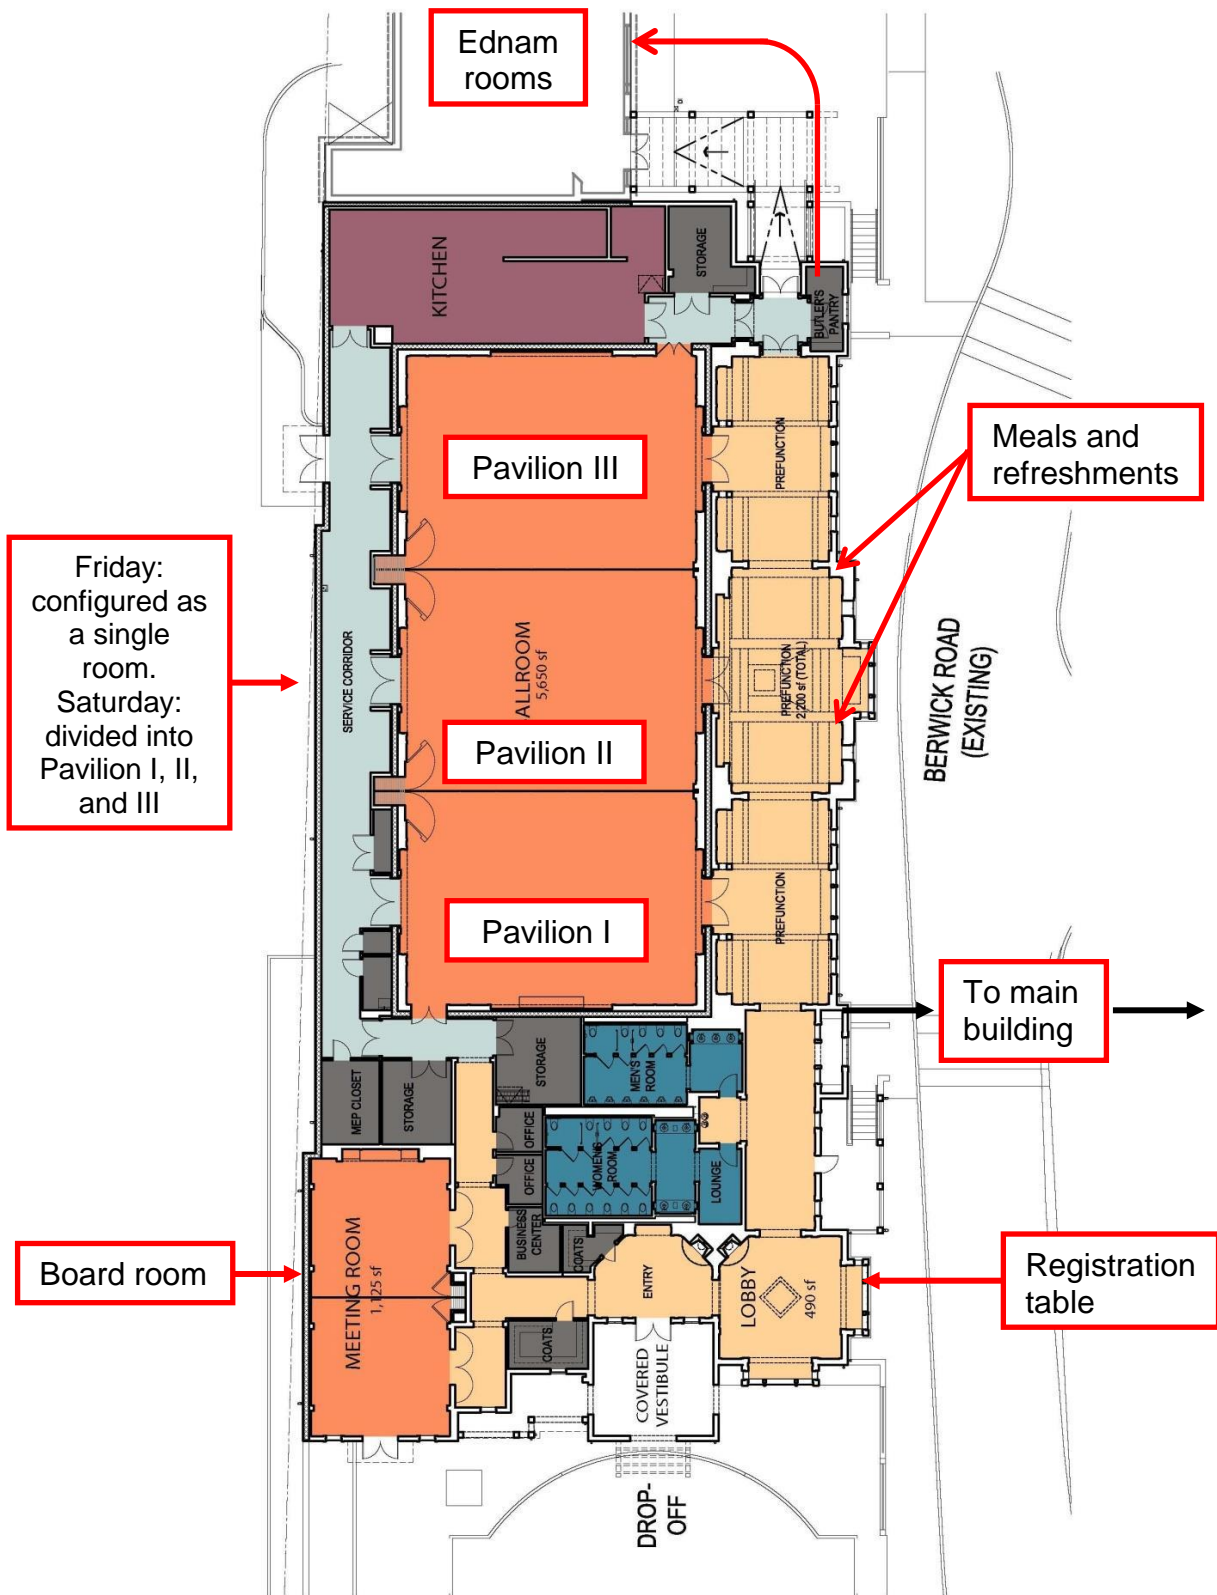 Ednam
rooms
KITCHEN
STORAGE
BUTLER'S
PANTRY
Pavilion III
PREFUNCTION
Meals and
refreshments
Friday:
configured as
a single
room.
Saturday:
divided into
Pavilion I, II,
and III
SERVICE CORRIDOR
ALLROOM
5,650 sf
Pavilion II
PREFUNCTION
2,200 sf (TOTAL)
BERWICK ROAD
(EXISTING)
Pavilion I
PREFUNCTION
To main
building
MEP CLOSET
STORAGE
STORAGE
MEN'S
ROOM
OFFICE
OFFICE
WOMEN'S
ROOM
LOUNGE
BUSINESS
CENTER
COATS
Board room
MEETING ROOM
1,125 sf
ENTRY
LOBBY
490 sf
Registration
table
COATS
COVERED
VESTIBULE
DROP-
OFF